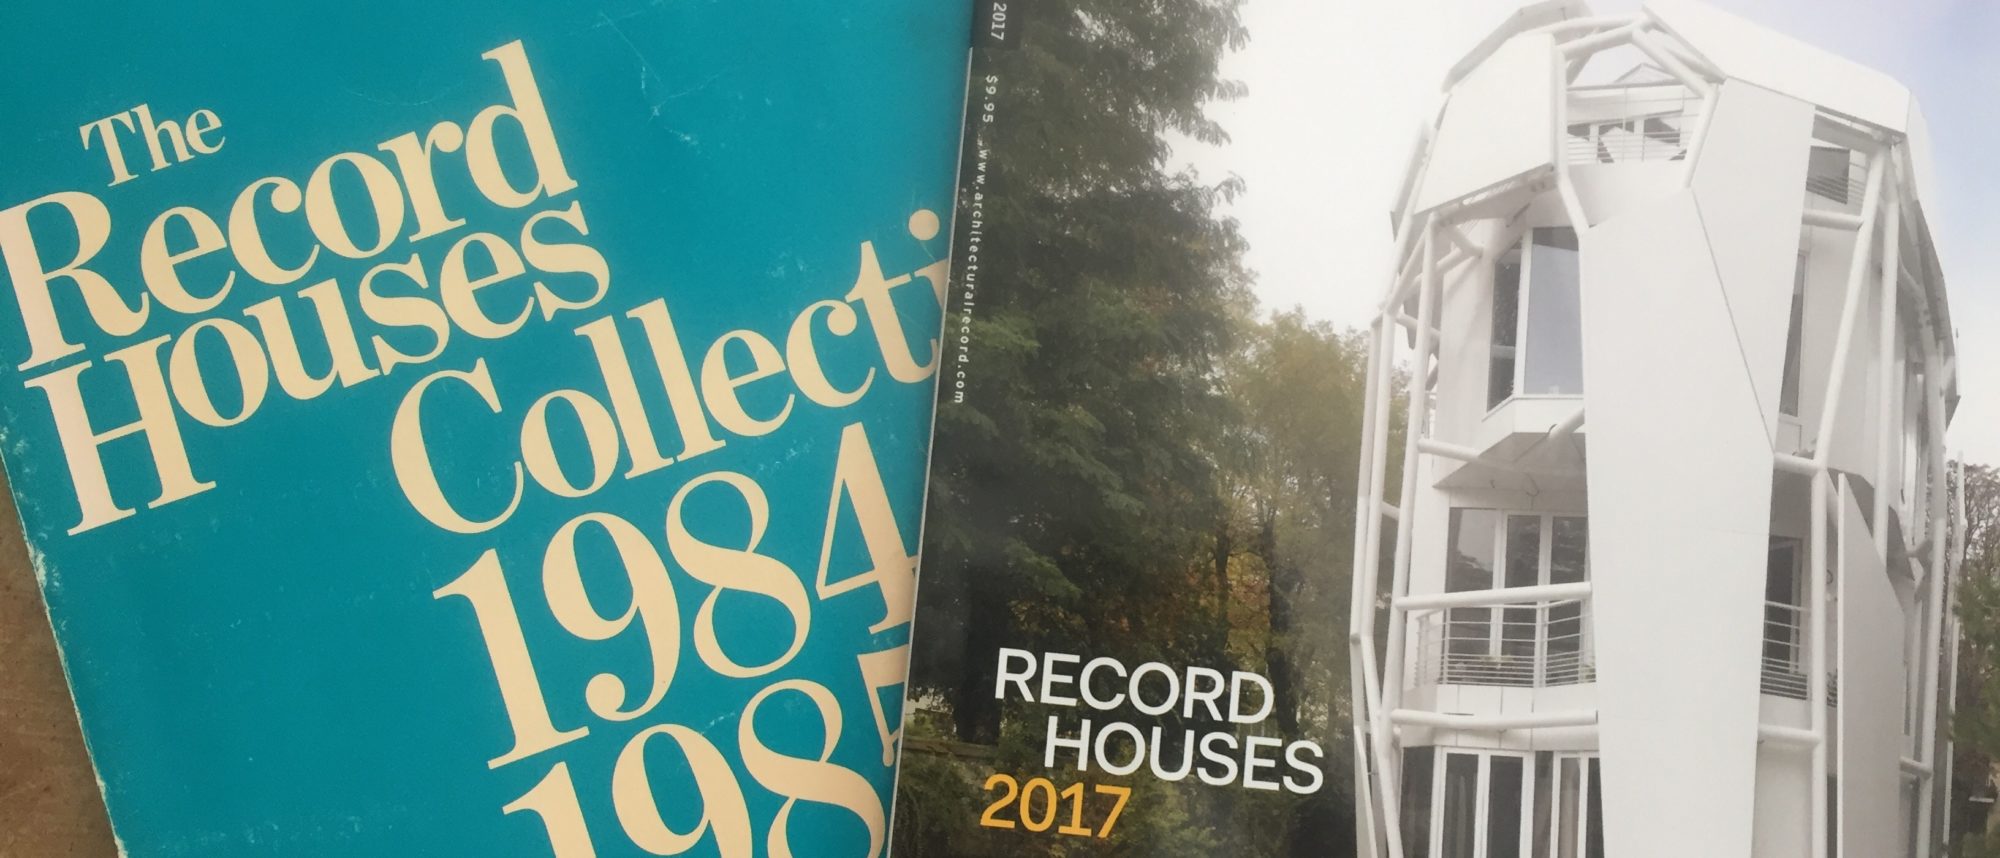 The
Record
Houses
Collecti
1984
198
2017
$9.95
www.architecturalrecord.com
RECORD
HOUSES
2017